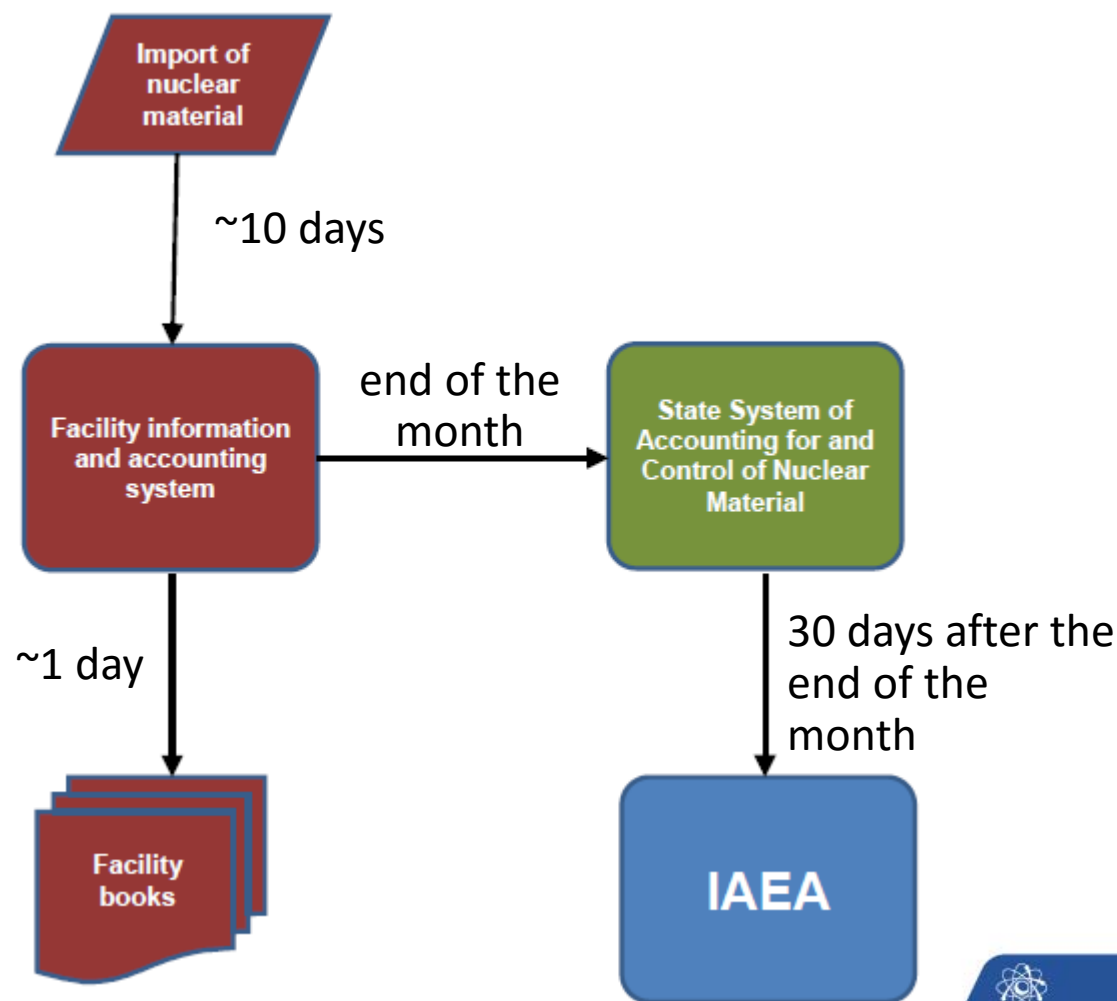 Import of
nuclear
material
~10 days
Facility information
and accounting
system
end of the
month
State System of
Accounting for and
Control of Nuclear
Material
~1 day
30 days after the
end of the
month
Facility
books
IAEA